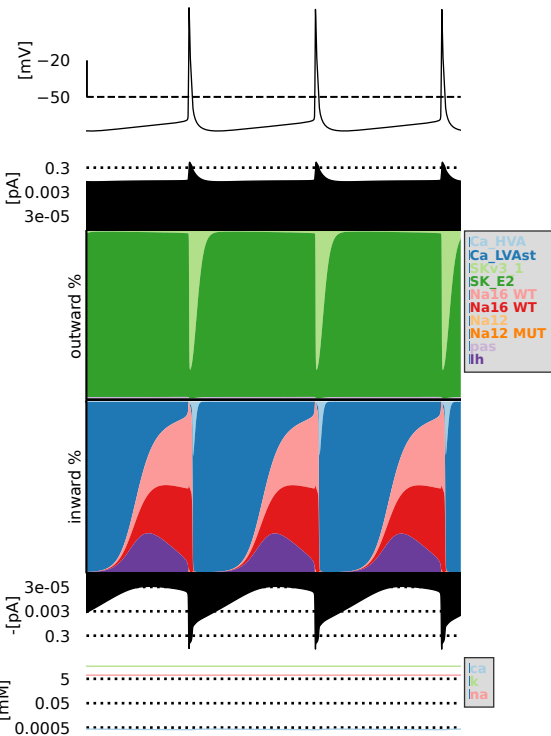 [mV]
−20
−50
[pA]
0.3
0.003
3e-05
outward %
Ca_HVA
Ca_LVAst
SKv3_1
SK_E2
Na16 WT
Na16 WT
Na12
Na12 MUT
pas
Ih
inward %
-[pA]
3e-05
0.003
0.3
[mM]
5
0.05
0.0005
ca
k
na